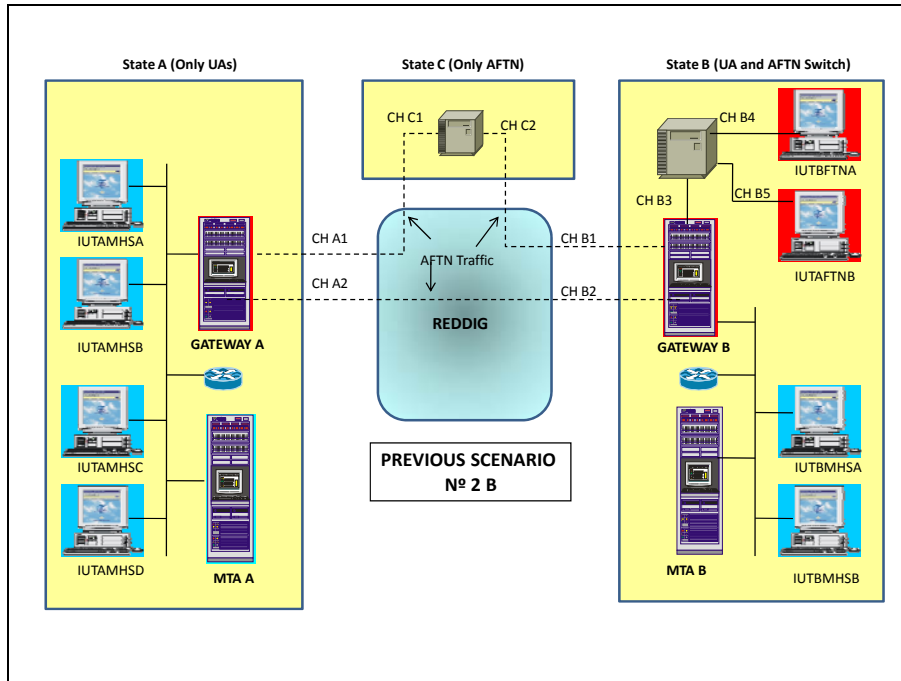 State A (Only UAs)
State C (Only AFTN)
State B (UA and AFTN Switch)
CH C1
CH C2
CH B4
IUTBFTNA
CH B3
CH B5
IUTAMHSA
CH A1
AFTN Traffic
CH B1
IUTAFTNB
CH A2
CH B2
IUTAMHSB
GATEWAY A
REDDIG
GATEWAY B
IUTAMHSC
PREVIOUS SCENARIO
Nº 2 B
IUTBMHSA
IUTAMHSD
MTA A
MTA B
IUTBMHSB